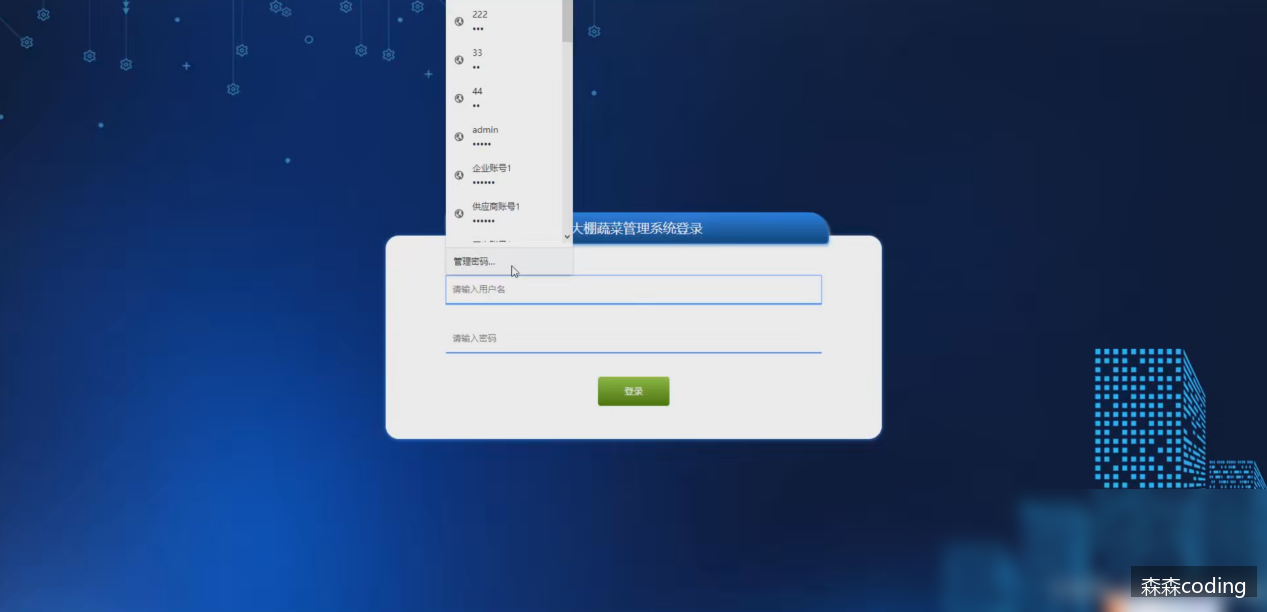 222
•••
33
••
44
••
admin
•••••
企业账号1
••••••
供应商账号1
••••••
大棚蔬菜管理系统登录
管理密码...
请输入用户名
请输入密码
登录
森森coding